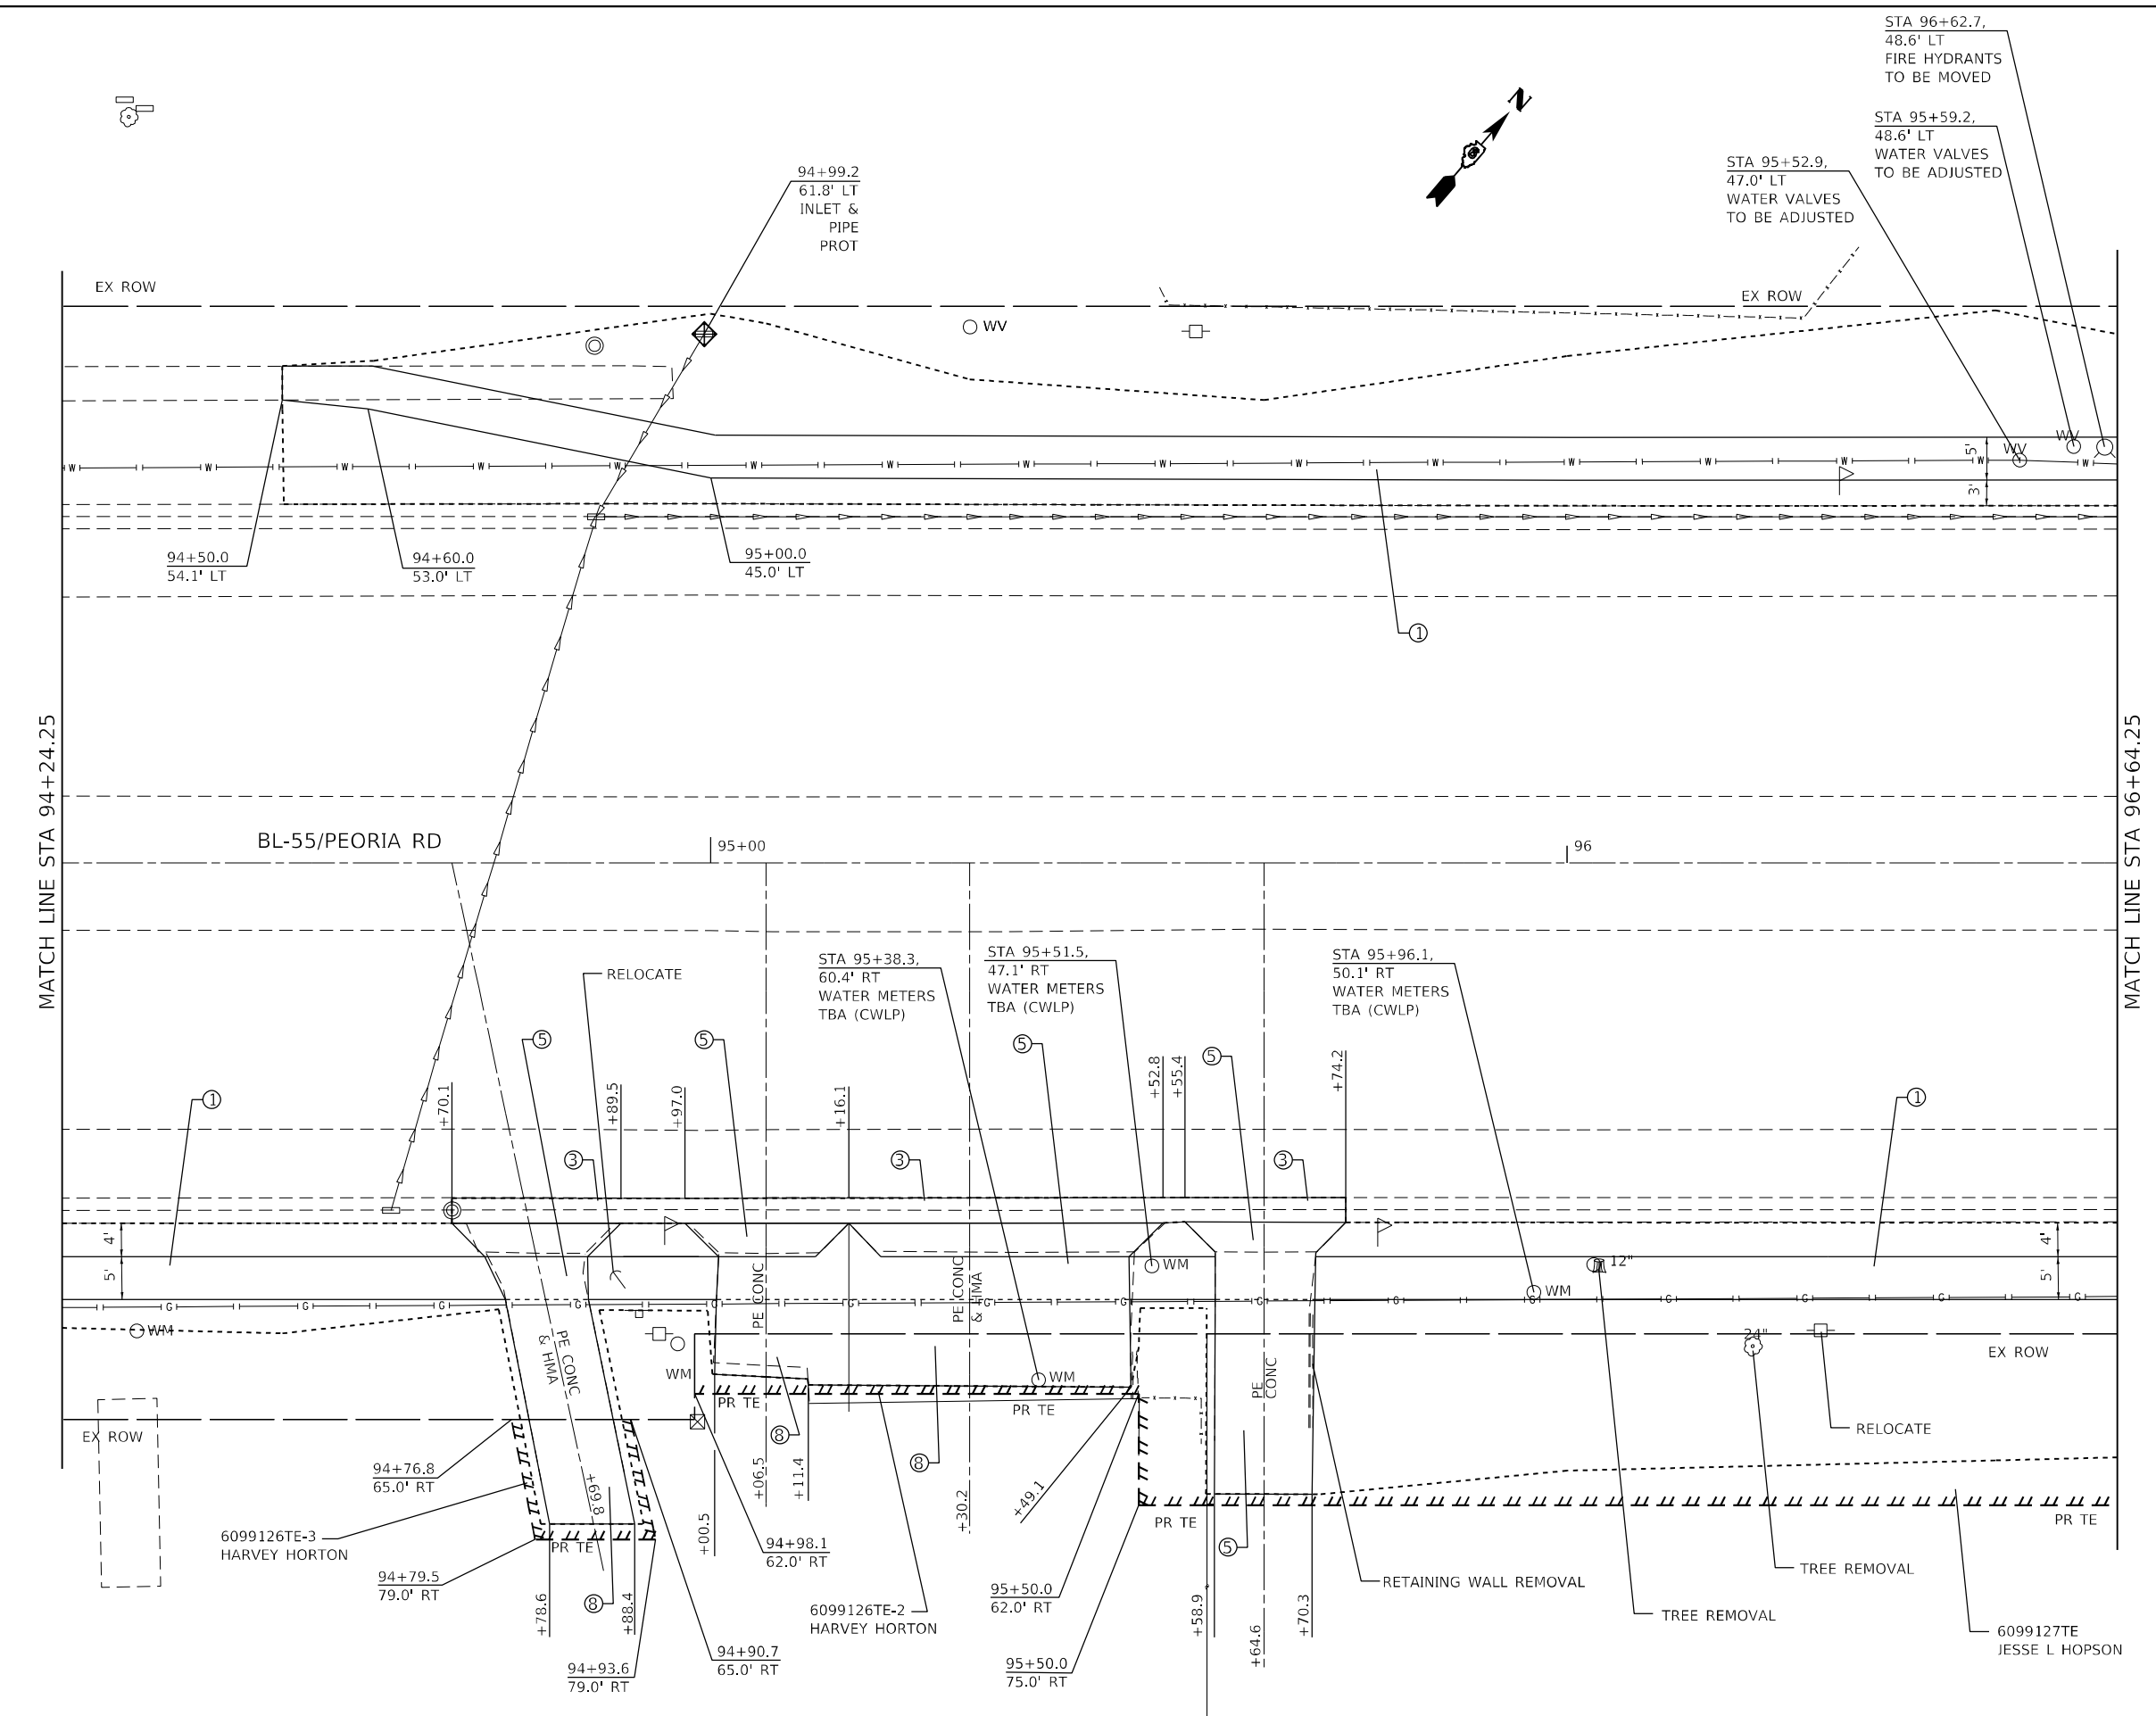 STA 96+62.7,
48.6' LT
FIRE HYDRANTS
TO BE MOVED
STA 95+59.2,
48.6' LT
WATER VALVES
TO BE ADJUSTED
STA 95+52.9,
47.0' LT
WATER VALVES
TO BE ADJUSTED
N
94+99.2
61.8' LT
INLET &
PIPE
PROT
EX ROW
EX ROW
WV
WV
WV
W W W W W W W W W W W W W W W W
5'
3'
94+50.0
54.1' LT
94+60.0
53.0' LT
95+00.0
45.0' LT
1
MATCH LINE STA 94+24.25
MATCH LINE STA 96+64.25
BL-55/PEORIA RD
95+00
96
RELOCATE
STA 95+38.3,
60.4' RT
WATER METERS
TBA (CWLP)
STA 95+51.5,
47.1' RT
WATER METERS
TBA (CWLP)
STA 95+96.1,
50.1' RT
WATER METERS
TBA (CWLP)
5
5
5
5
1
1
+70.1
+89.5
+97.0
+16.1
+52.8
+55.4
+74.2
3
3
3
4'
5'
4'
5'
WM
12"
WM
G G G G G G G G G G G G G G
PE CONC
PE CONC
& HMA
WM
PE CONC
& HMA
WM
WM
PE
CONC
24"
EX ROW
EX ROW
PR TE
PR TE
RELOCATE
94+76.8
65.0' RT
8
8
+69.8
+06.5
+11.4
+30.2
+49.1
+00.5
PR TE
PR TE
PR TE
6099126TE-3
HARVEY HORTON
94+98.1
62.0' RT
5
94+79.5
79.0' RT
8
+78.6
+88.4
95+50.0
62.0' RT
RETAINING WALL REMOVAL
TREE REMOVAL
6099126TE-2
HARVEY HORTON
+58.9
+64.6
+70.3
TREE REMOVAL
6099127TE
JESSE L HOPSON
94+93.6
79.0' RT
94+90.7
65.0' RT
95+50.0
75.0' RT